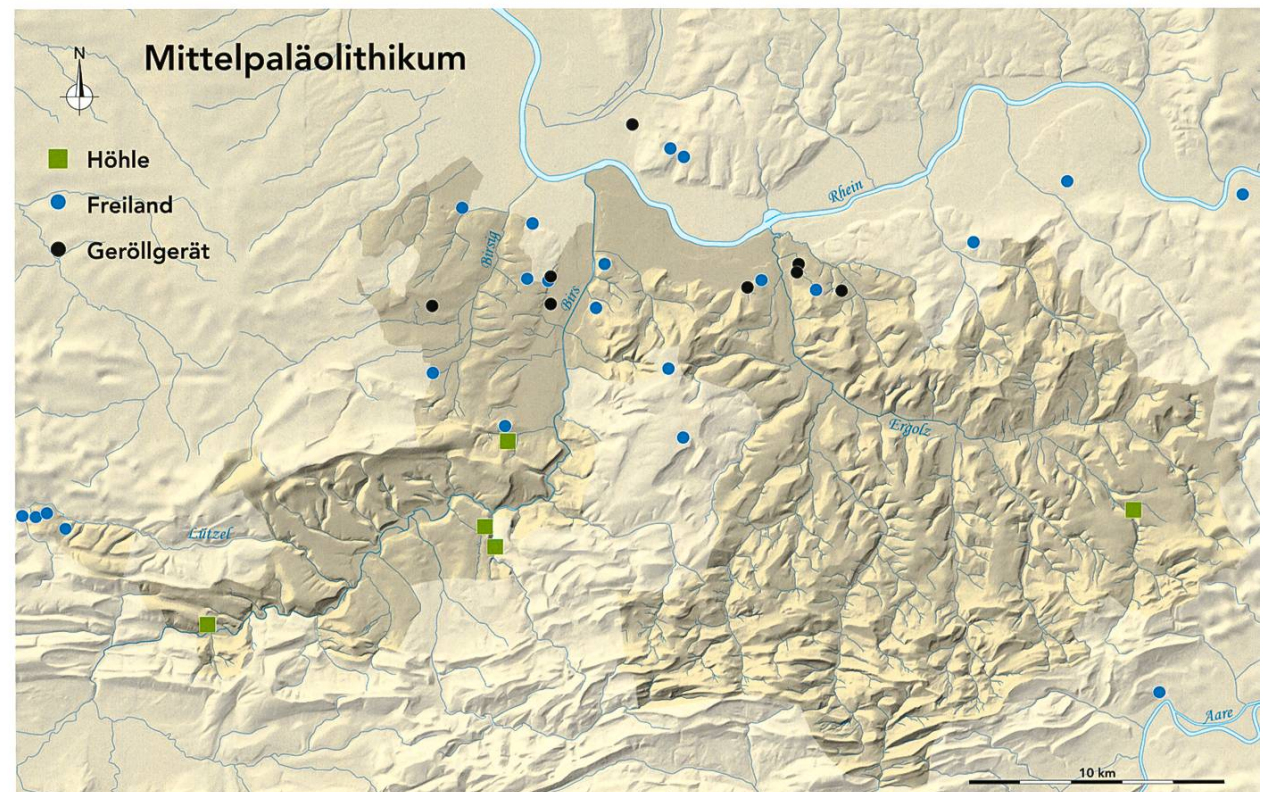 Mittelpaläolithikum
N
Höhle
Freiland
Geröllgerät
Rhein
Birsig
Birs
Ergolz
Lützel
Aare
10 km